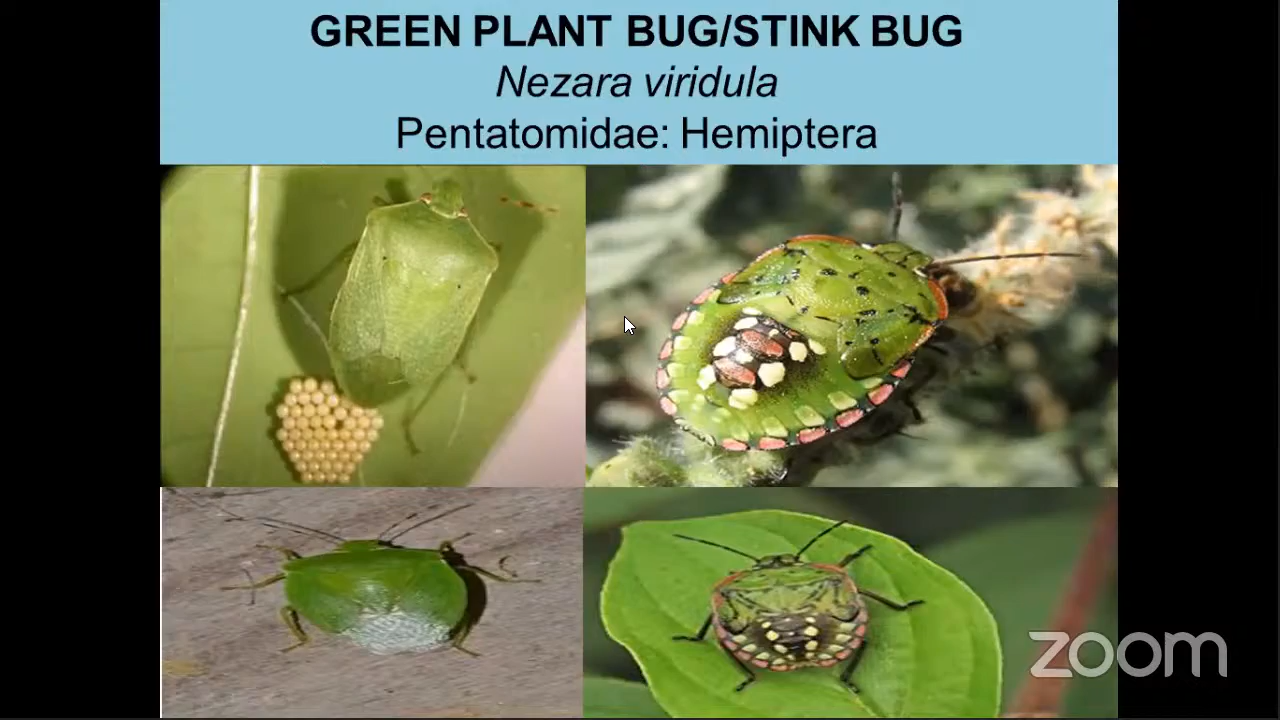 GREEN PLANT BUG/STINK BUG
Nezara viridula
Pentatomidae: Hemiptera
zoom